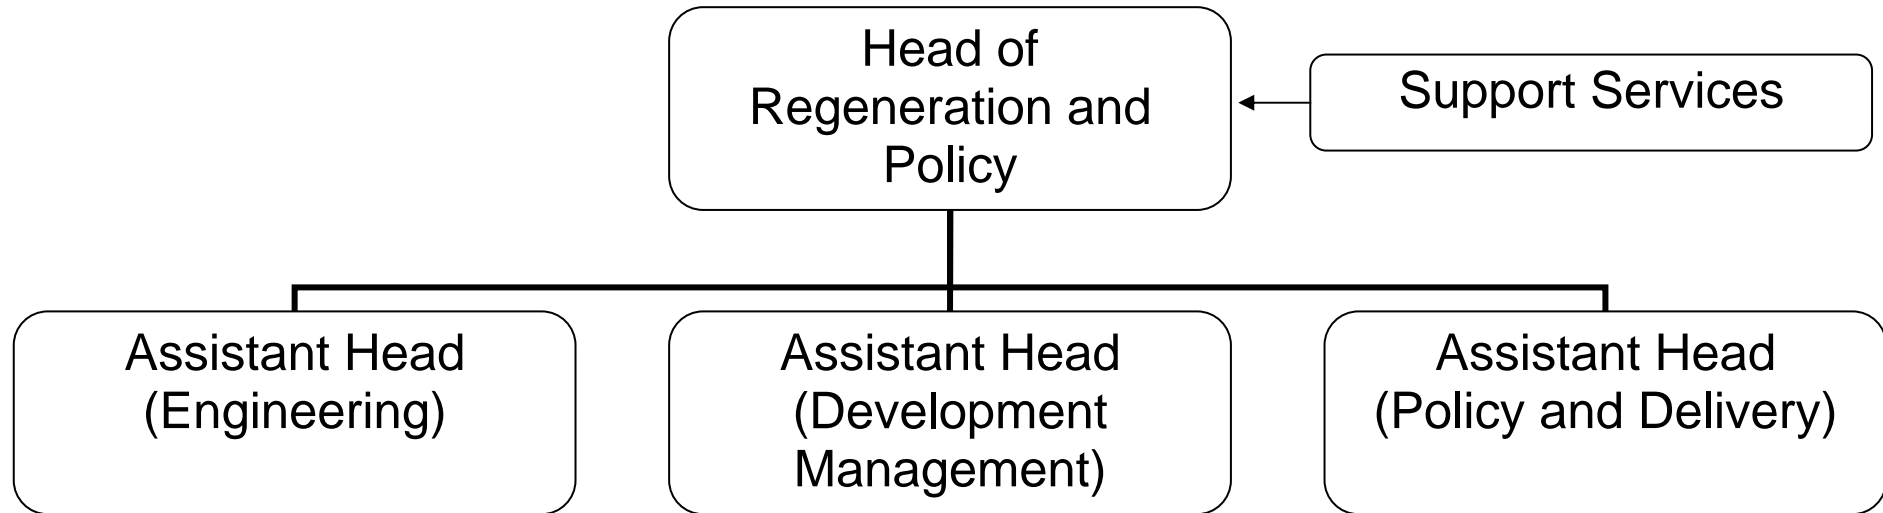 Head of
Regeneration and
Policy
Support Services
Assistant Head
(Engineering)
Assistant Head
(Development
Management)
Assistant Head
(Policy and Delivery)